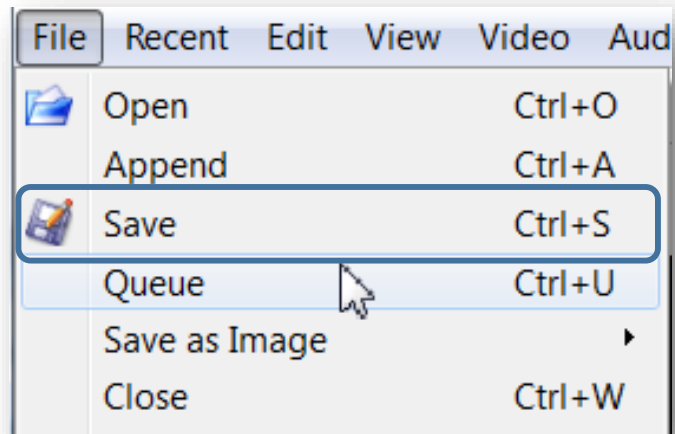 File Recent Edit View Video Aud
Open Ctrl+O
Append Ctrl+A
Save Ctrl+S
Queue Ctrl+U
Save as Image
Close Ctrl+W